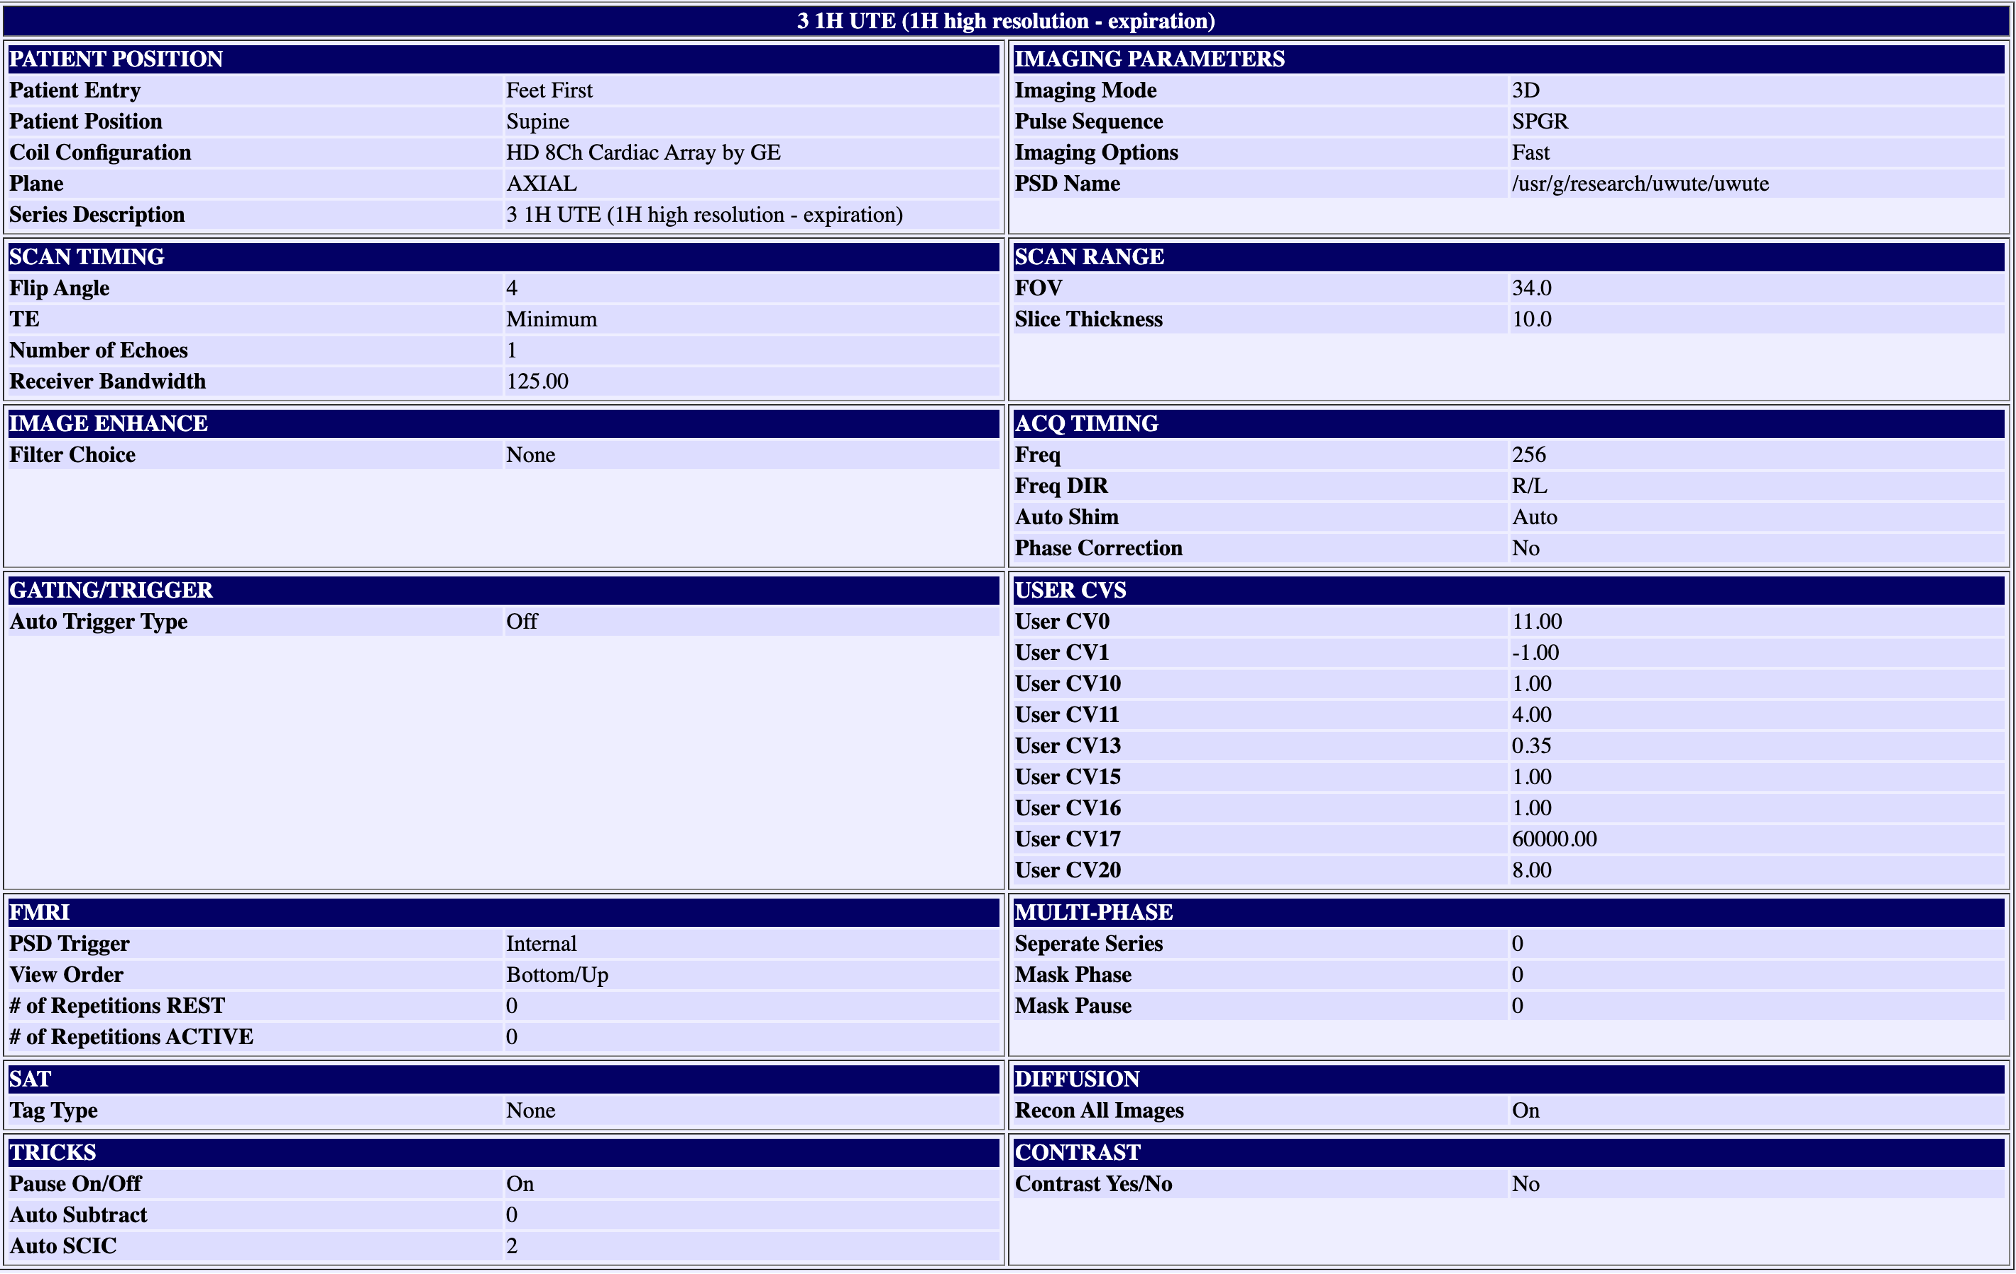 3 1H UTE (1H high resolution - expiration)
PATIENT POSITION
Patient Entry Feet First
Patient Position Supine
Coil Configuration HD 8Ch Cardiac Array by GE
Plane AXIAL
Series Description 3 1H UTE (1H high resolution - expiration)
IMAGING PARAMETERS
Imaging Mode 3D
Pulse Sequence SPGR
Imaging Options Fast
PSD Name /usr/g/research/uwute/uwute
SCAN TIMING
Flip Angle 4
TE Minimum
Number of Echoes 1
Receiver Bandwidth 125.00
SCAN RANGE
FOV 34.0
Slice Thickness 10.0
IMAGE ENHANCE
Filter Choice None
ACQ TIMING
Freq 256
Freq DIR R/L
Auto Shim Auto
Phase Correction No
GATING/TRIGGER
Auto Trigger Type Off
USER CVS
User CV0 11.00
User CV1 -1.00
User CV10 1.00
User CV11 4.00
User CV13 0.35
User CV15 1.00
User CV16 1.00
User CV17 60000.00
User CV20 8.00
FMRI
PSD Trigger Internal
View Order Bottom/Up
# of Repetitions REST 0
# of Repetitions ACTIVE 0
MULTI-PHASE
Seperate Series 0
Mask Phase 0
Mask Pause 0
SAT
Tag Type None
DIFFUSION
Recon All Images On
TRICKS
Pause On/Off On
Auto Subtract 0
Auto SCIC 2
CONTRAST
Contrast Yes/No No